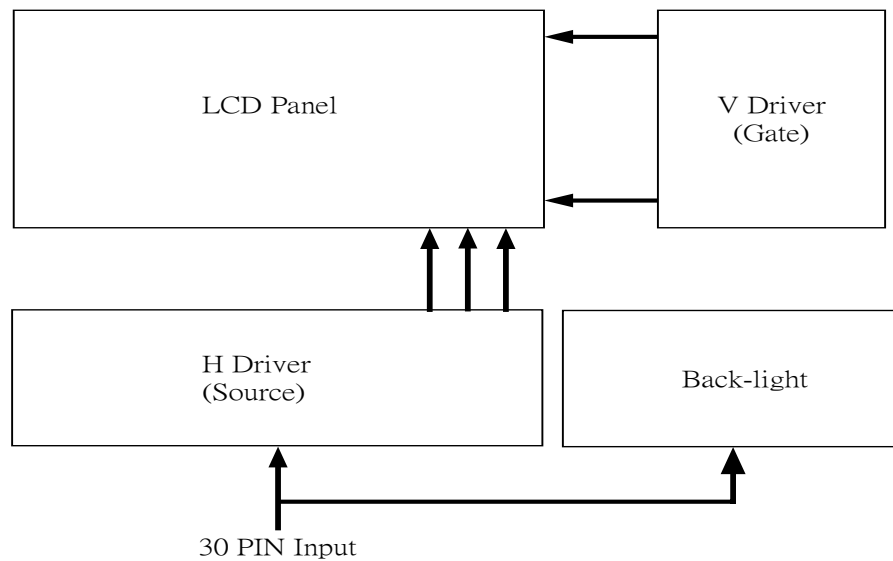 LCD Panel
V Driver
(Gate)
H Driver
(Source)
Back-light
30 PIN Input